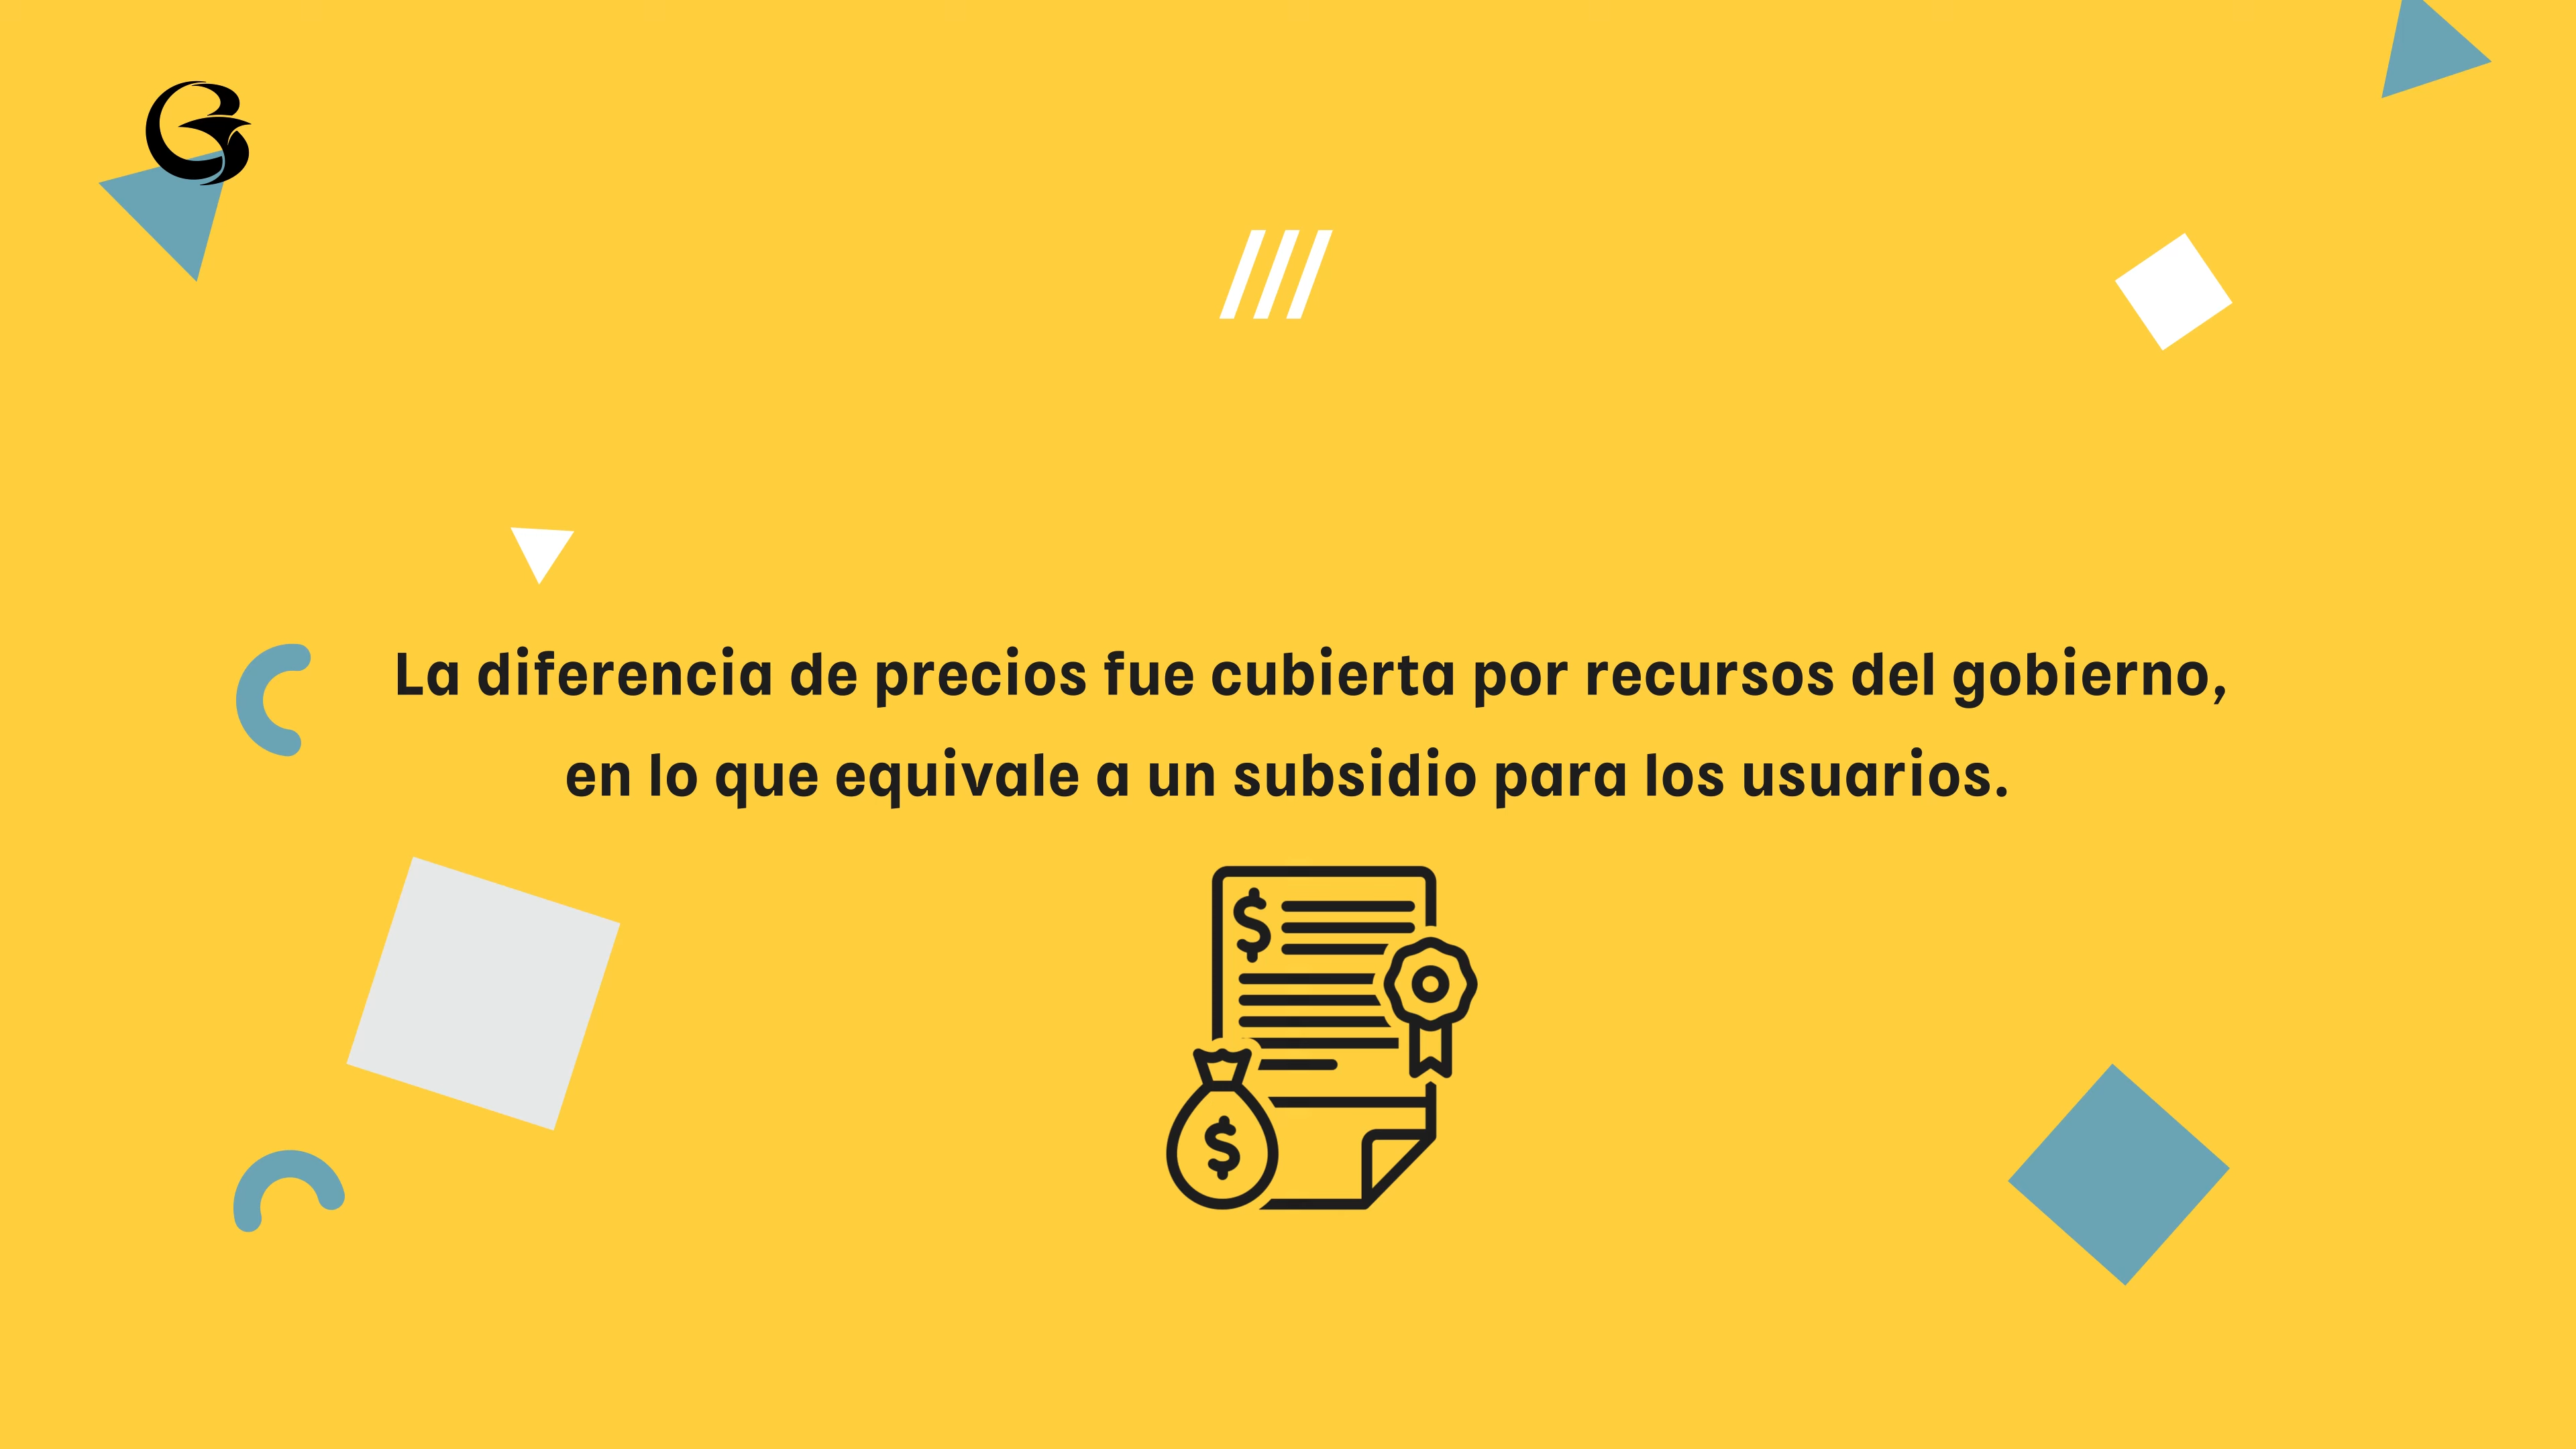 La diferencia de precios fue cubierta por recursos del gobierno,
en lo que equivale a un subsidio para los usuarios.
$
$